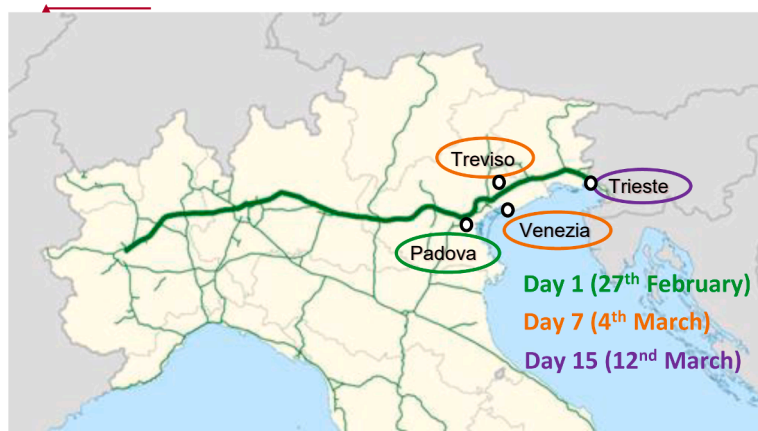 Treviso
Trieste
Venezia
Padova
Day 1 (27th February)
Day 7 (4th March)
Day 15 (12nd March)